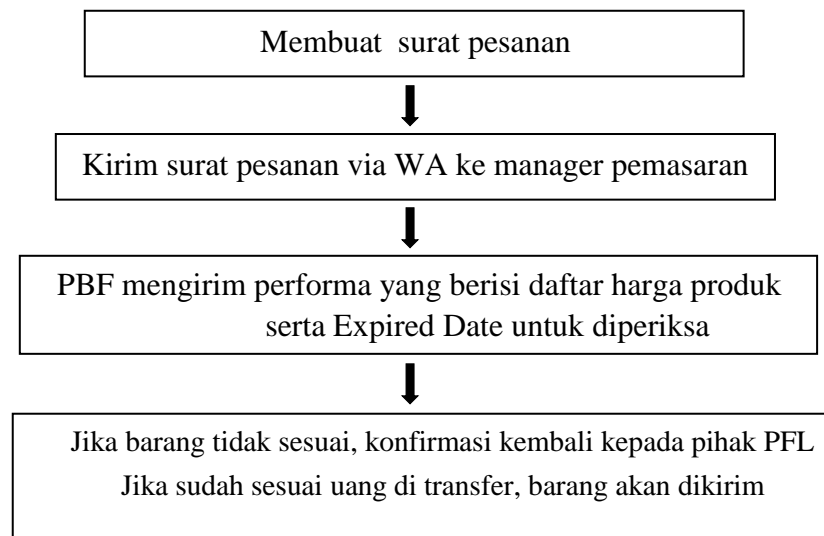 Membuat surat pesanan
Kirim surat pesanan via WA ke manager pemasaran
PBF mengirim performa yang berisi daftar harga produk
serta Expired Date untuk diperiksa
Jika barang tidak sesuai, konfirmasi kembali kepada pihak PFL
Jika sudah sesuai uang di transfer, barang akan dikirim